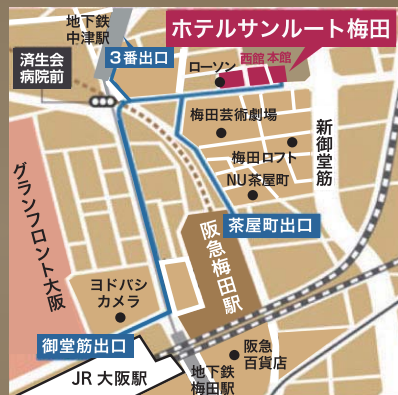 地下鉄
中津駅
ホテルサンルート梅田
3番出口
西館 本館
済生会
病院前
ローソン
梅田芸術劇場
新御堂筋
梅田ロフト
NU茶屋町
グランフロント大阪
茶屋町出口
阪急梅田駅
ヨドバシ
カメラ
御堂筋出口
阪急
百貨店
JR 大阪駅
地下鉄
梅田駅